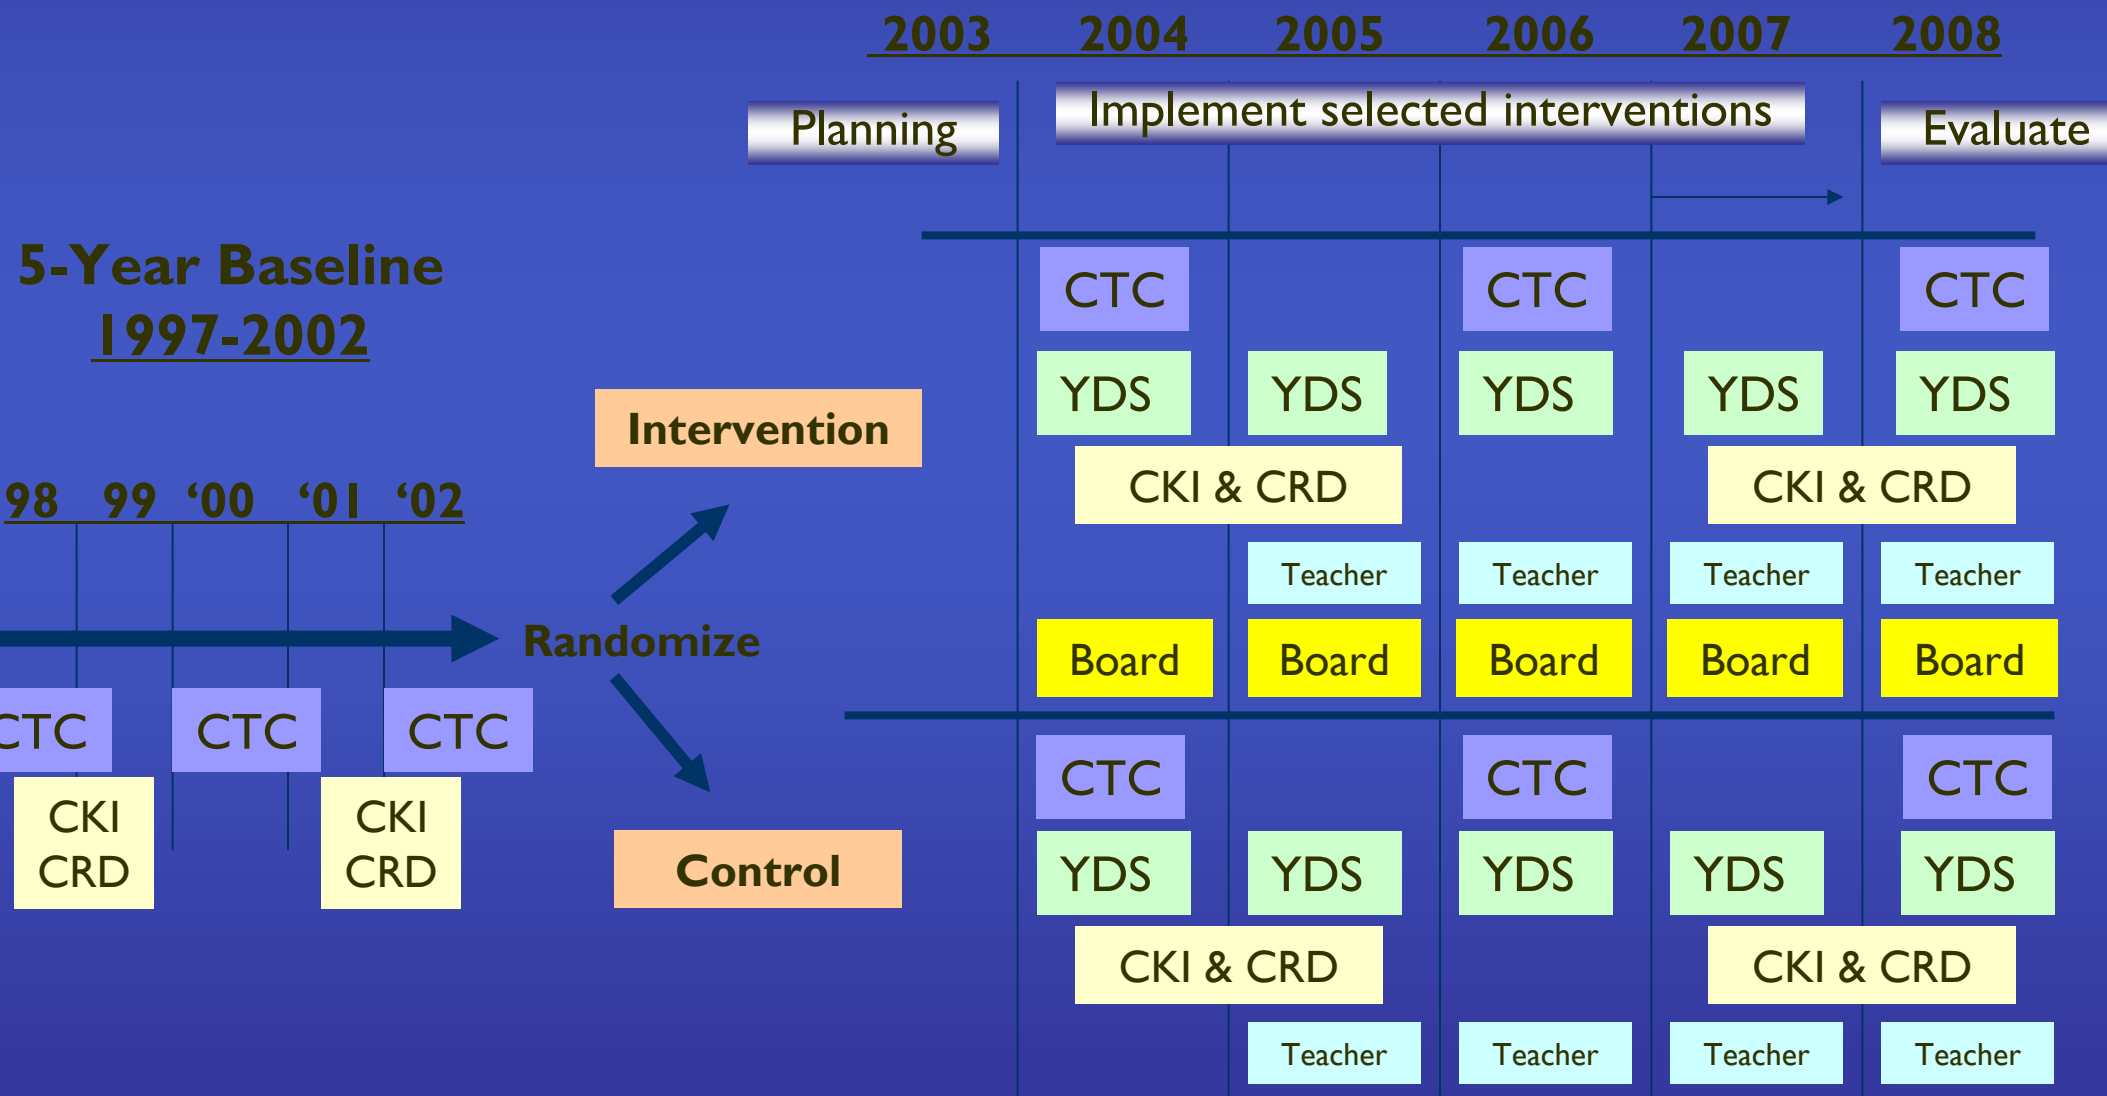 2003 2004 2005 2006 2007 2008
Planning Implement selected interventions Evaluate
5-Year Baseline
1997-2002
CTC CTC CTC
YDS YDS YDS YDS YDS
Intervention
CKI & CRD CKI & CRD
98 99 ‘00 ‘01 ‘02
Teacher Teacher Teacher Teacher
Randomize
Board Board Board Board Board
CTC CTC CTC
CTC CTC CTC
CKI CKI
CRD CRD
Control
YDS YDS YDS YDS YDS
CKI & CRD CKI & CRD
Teacher Teacher Teacher Teacher